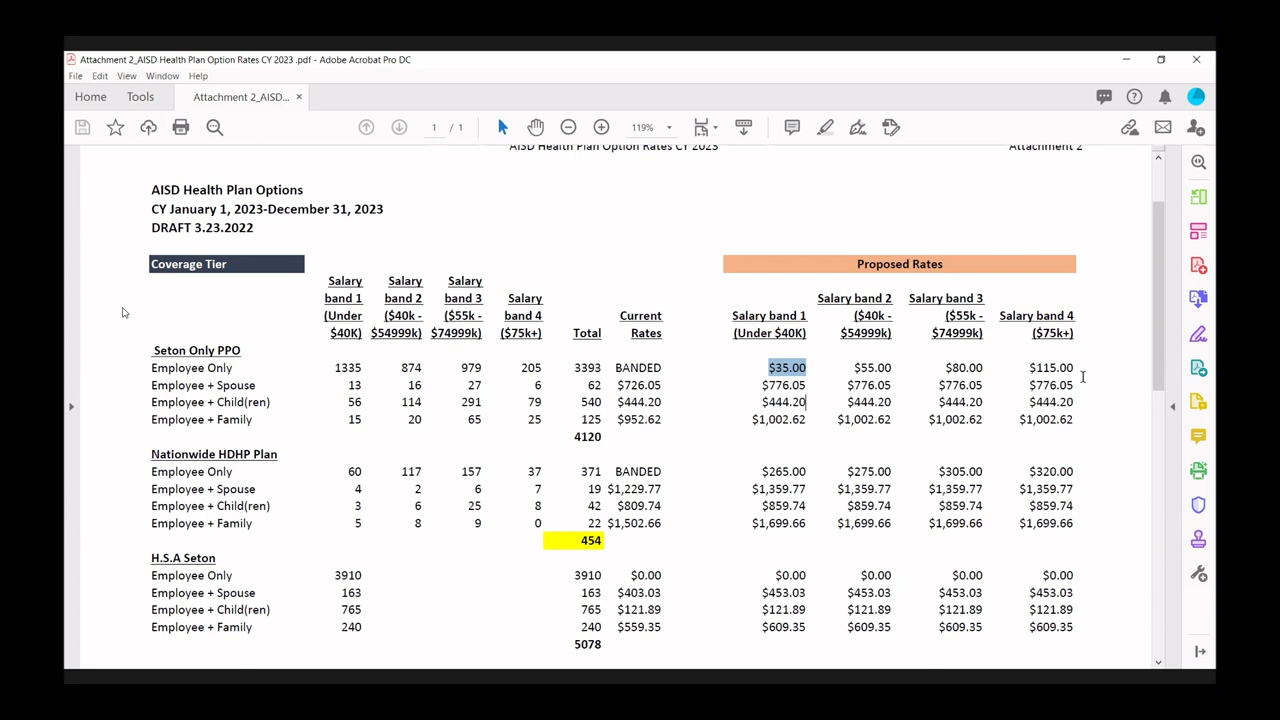 Attachment 2_AISD Health Plan Option Rates CY 2023 .pdf - Adobe Acrobat Pro DC
File Edit View Window Help
Home Tools Attachment 2_AISD... ×
1 / 1 119%
AISD Health Plan Option Rates CY 2023 Attachment 2
AISD Health Plan Options
CY January 1, 2023-December 31, 2023
DRAFT 3.23.2022
Coverage Tier Proposed Rates
Salary Salary Salary
band 1 band 2 band 3 Salary Salary band 2 Salary band 3
(Under ($40k - ($55k - band 4 Current Salary band 1 ($40k - ($55k - Salary band 4
$40K) $54999k) $74999k) ($75k+) Total Rates (Under $40K) $54999k) $74999k) ($75k+)
Seton Only PPO
Employee Only 1335 874 979 205 3393 BANDED $35.00 $55.00 $80.00 $115.00
Employee + Spouse 13 16 27 6 62 $726.05 $776.05 $776.05 $776.05 $776.05
Employee + Child(ren) 56 114 291 79 540 $444.20 $444.20 $444.20 $444.20 $444.20
Employee + Family 15 20 65 25 125 $952.62 $1,002.62 $1,002.62 $1,002.62 $1,002.62
4120
Nationwide HDHP Plan
Employee Only 60 117 157 37 371 BANDED $265.00 $275.00 $305.00 $320.00
Employee + Spouse 4 2 6 7 19 $1,229.77 $1,359.77 $1,359.77 $1,359.77 $1,359.77
Employee + Child(ren) 3 6 25 8 42 $809.74 $859.74 $859.74 $859.74 $859.74
Employee + Family 5 8 9 0 22 $1,502.66 $1,699.66 $1,699.66 $1,699.66 $1,699.66
454
H.S.A Seton
Employee Only 3910 3910 $0.00 $0.00 $0.00 $0.00 $0.00
Employee + Spouse 163 163 $403.03 $453.03 $453.03 $453.03 $453.03
Employee + Child(ren) 765 765 $121.89 $121.89 $121.89 $121.89 $121.89
Employee + Family 240 240 $559.35 $609.35 $609.35 $609.35 $609.35
5078